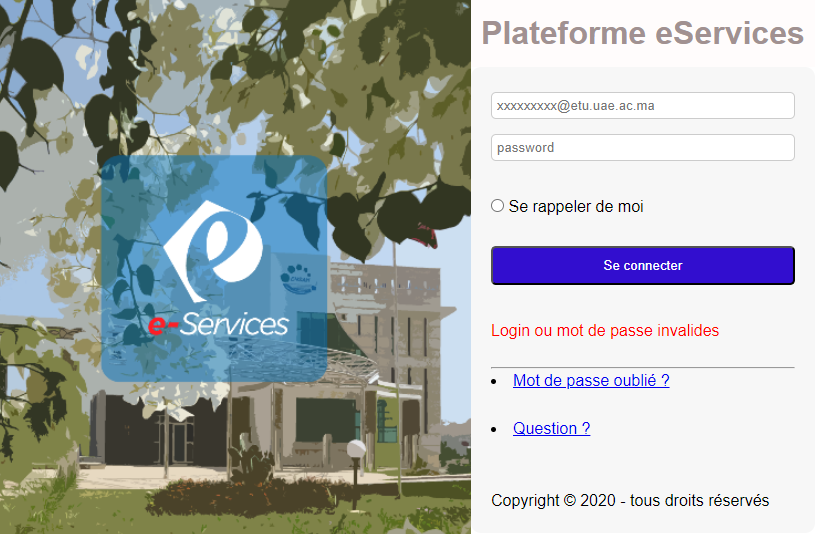 Plateforme eServices
xxxxxxxxx@etu.uae.ac.ma
password
Se rappeler de moi
Se connecter
Login ou mot de passe invalides
Mot de passe oublié ?
Question ?
Copyright © 2020 - tous droits réservés
e-Services